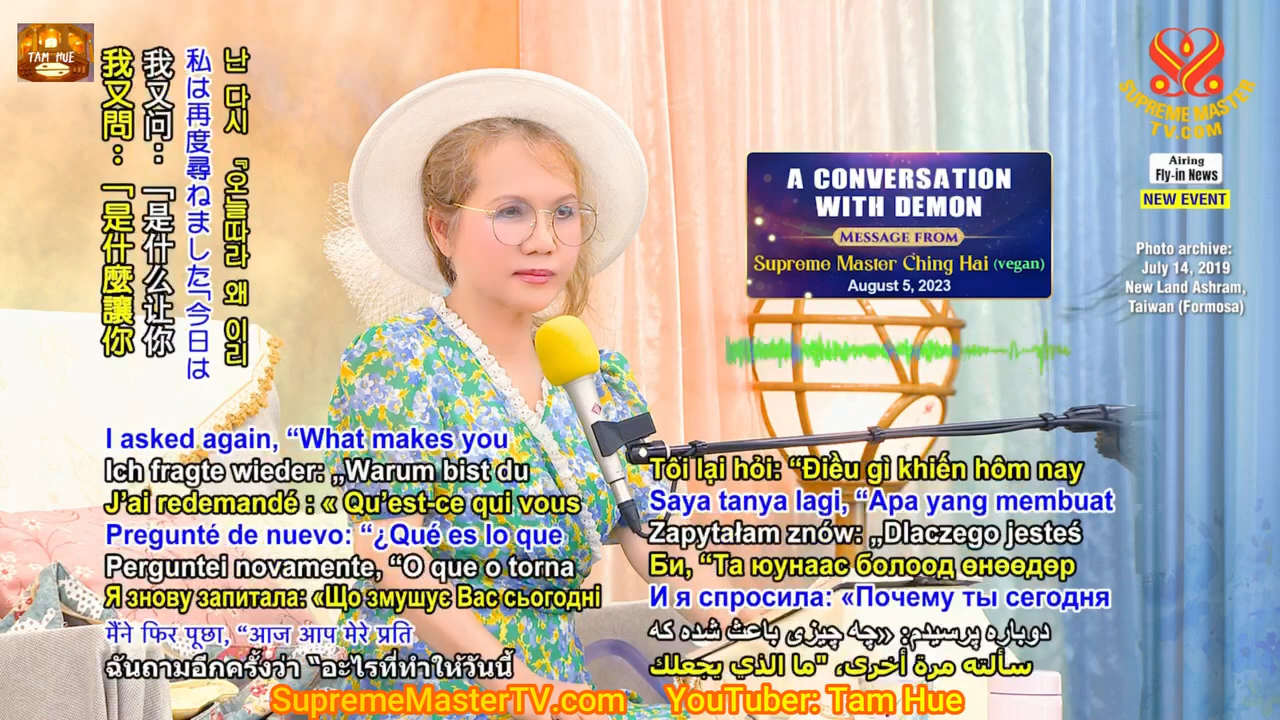 TAM HUE
我又問：「是什麼讓你
我又问：「是什么让你
私は再度尋ねました「今日は
난 다시 『오늘따라 왜 이리
SUPREME MASTER
TV.COM
Airing
Fly-in News
NEW EVENT
A CONVERSATION
WITH DEMON
MESSAGE FROM
Supreme Master Ching Hai (vegan)
August 5, 2023
Photo archive:
July 14, 2019
New Land Ashram,
Taiwan (Formosa)
I asked again, “What makes you
Ich fragte wieder: „Warum bist du
J’ai redemandé : « Qu’est-ce qui vous
Pregunté de nuevo: “¿Qué es lo que
Perguntei novamente, “O que o torna
Я знову запитала: «Що змушує Вас сьогодні
मैंने फिर पूछा, “आज आप मेरे प्रति
ฉันถามอีกครั้งว่า “อะไรที่ทำให้วันนี้
Tôi lại hỏi: “Điều gì khiến hôm nay
Saya tanya lagi, “Apa yang membuat
Zapytałam znów: „Dlaczego jesteś
Би, “Та юунаас болоод өнөөдөр
И я спросила: «Почему ты сегодня
دوباره پرسیدم: «چه چیزی باعث شده که
سألته مرة أخرى، "ما الذي يجعلك
SupremeMasterTV.com YouTuber: Tam Hue